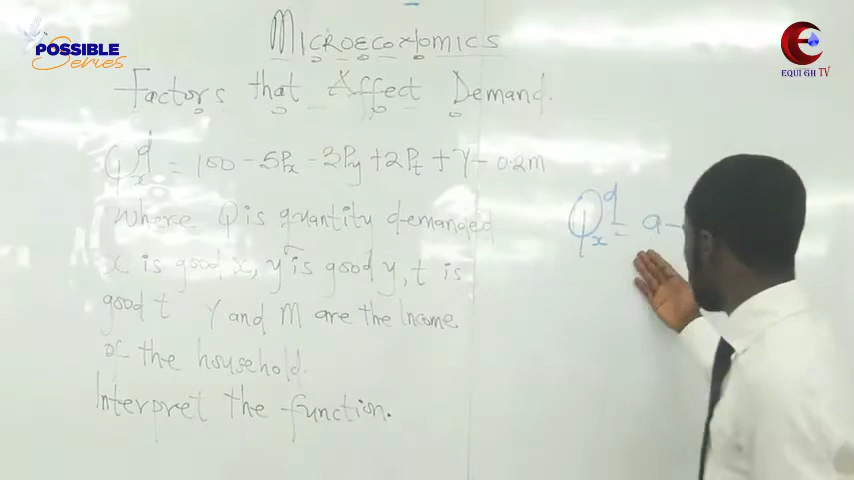 POSSIBLE
Series
EQUI GH TV
MICROECONOMICS
Factors that Affect Demand.
Qxᵈ = 100 - 5Px - 3Py + 2Pt + Y - 0.2m
Where Q is quantity demanded
x is good x, y is good y, t is
good t Y and M are the Income
of the household.
Interpret the function.
Qxᵈ = a -